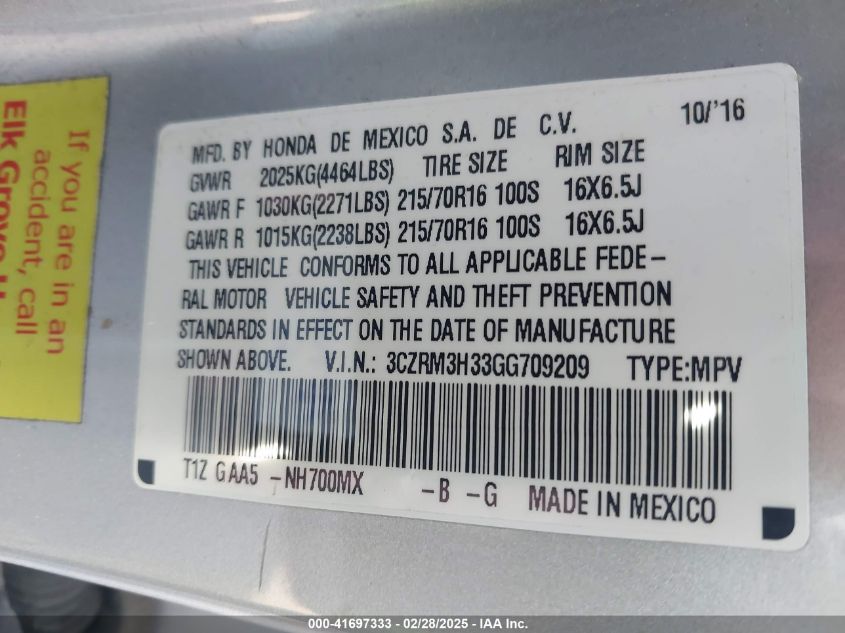 MFD. BY HONDA DE MEXICO S.A. DE C.V. 10/'16
GVWR 2025KG(4464LBS) TIRE SIZE RIM SIZE
GAWR F 1030KG(2271LBS) 215/70R16 100S 16X6.5J
GAWR R 1015KG(2238LBS) 215/70R16 100S 16X6.5J
THIS VEHICLE CONFORMS TO ALL APPLICABLE FEDE-
RAL MOTOR VEHICLE SAFETY AND THEFT PREVENTION
STANDARDS IN EFFECT ON THE DATE OF MANUFACTURE
SHOWN ABOVE. V.I.N.: 3CZRM3H33GG709209 TYPE:MPV
T1Z GAA5 -NH700MX -B -G MADE IN MEXICO
If you are in an
accident, call
Elk Grove
000-41697333 | 02/28/2025 - IAA Inc.